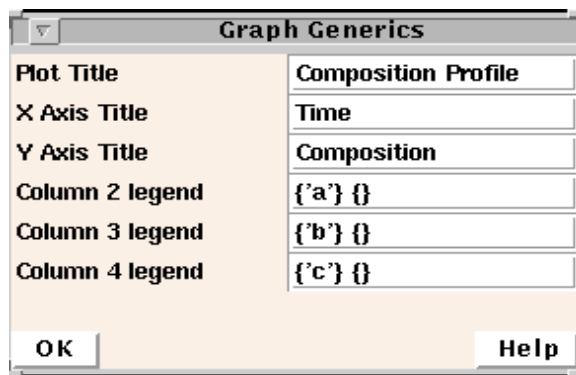 Graph Generics
Plot Title Composition Profile
X Axis Title Time
Y Axis Title Composition
Column 2 legend {'a'} {}
Column 3 legend {'b'} {}
Column 4 legend {'c'} {}
OK Help